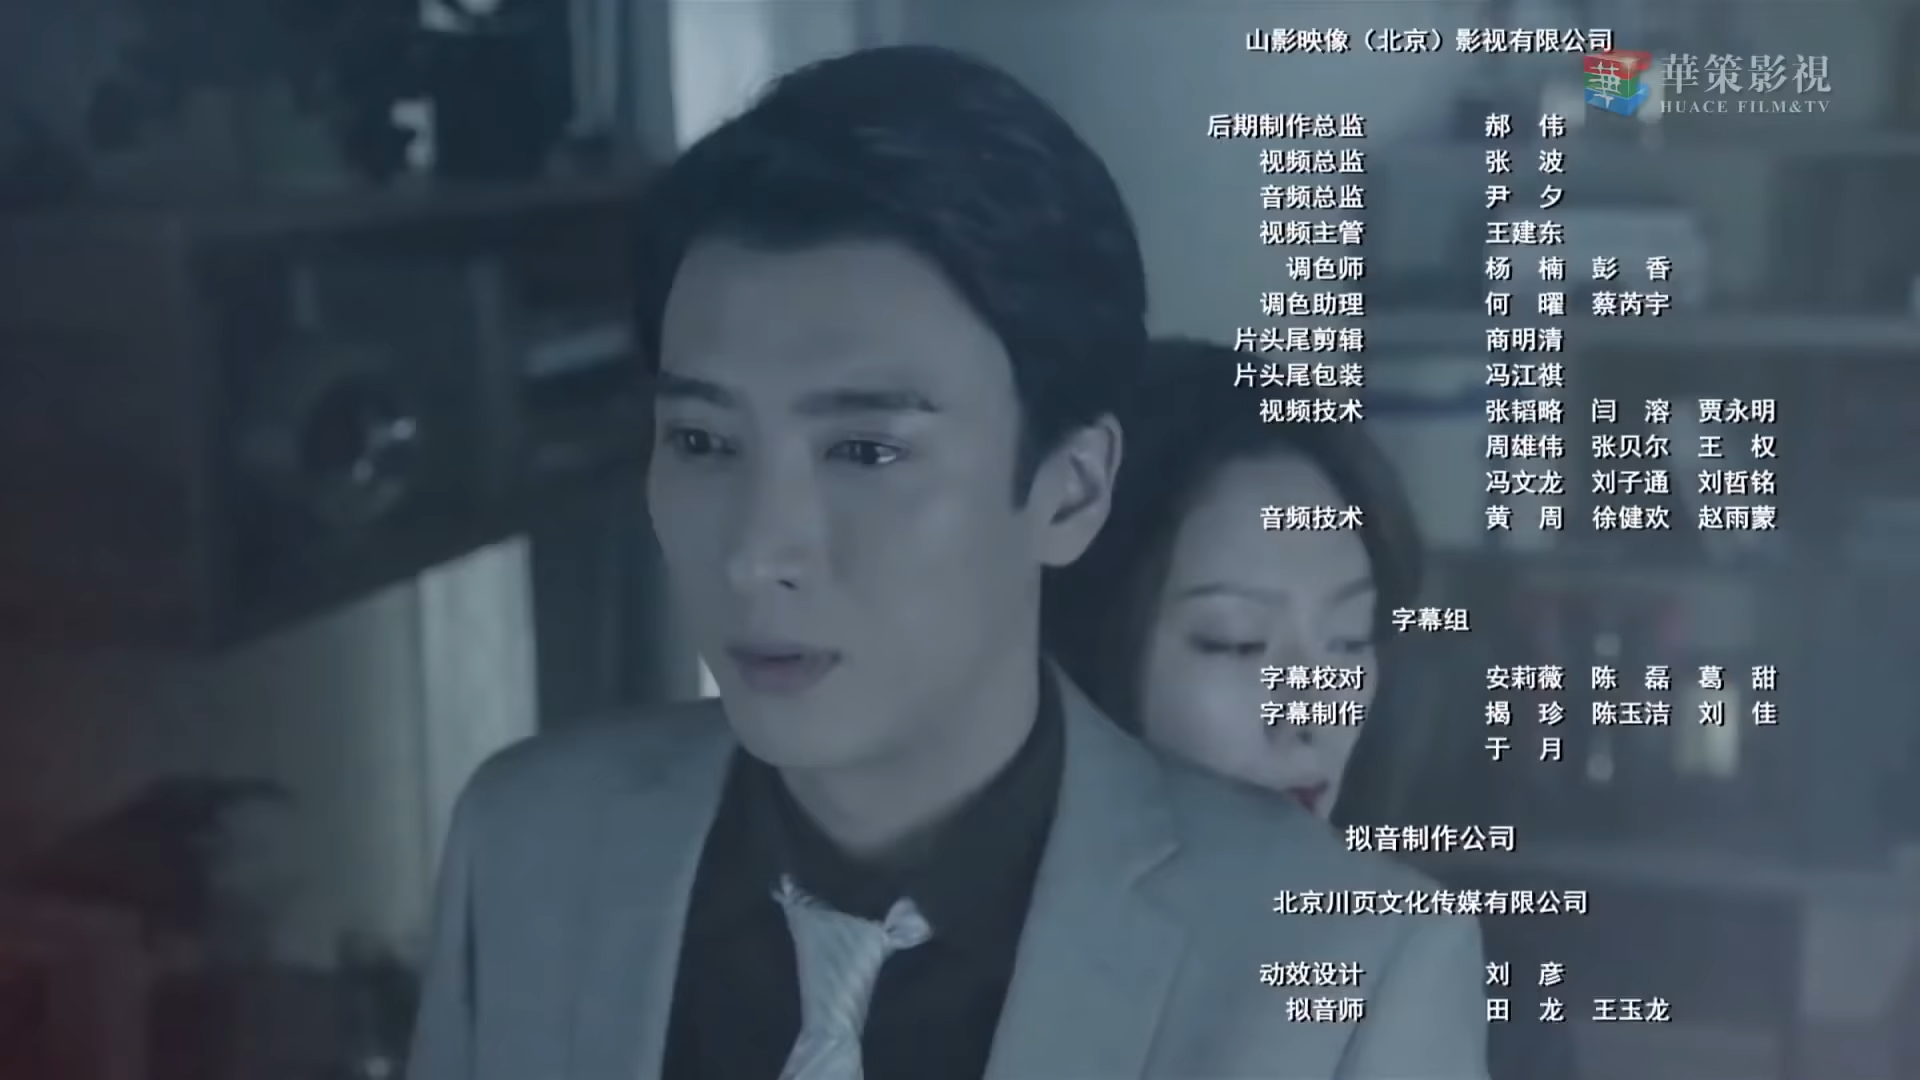 山影映像（北京）影视有限公司
華策影視
HUACE FILM&TV
后期制作总监 郝 伟
视频总监 张 波
音频总监 尹 夕
视频主管 王建东
调色师 杨 楠 彭 香
调色助理 何 曜 蔡芮宇
片头尾剪辑 商明清
片头尾包装 冯江祺
视频技术 张韬略 闫 溶 贾永明
周雄伟 张贝尔 王 权
冯文龙 刘子通 刘哲铭
音频技术 黄 周 徐健欢 赵雨蒙
字幕组
字幕校对 安莉薇 陈 磊 葛 甜
字幕制作 揭 珍 陈玉洁 刘 佳
于 月
拟音制作公司
北京川页文化传媒有限公司
动效设计 刘 彦
拟音师 田 龙 王玉龙